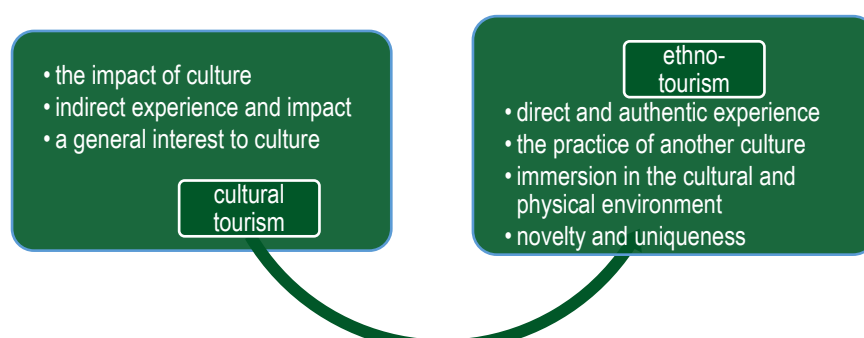 • the impact of culture
• indirect experience and impact
• a general interest to culture
cultural
tourism
ethno-
tourism
• direct and authentic experience
• the practice of another culture
• immersion in the cultural and
physical environment
• novelty and uniqueness